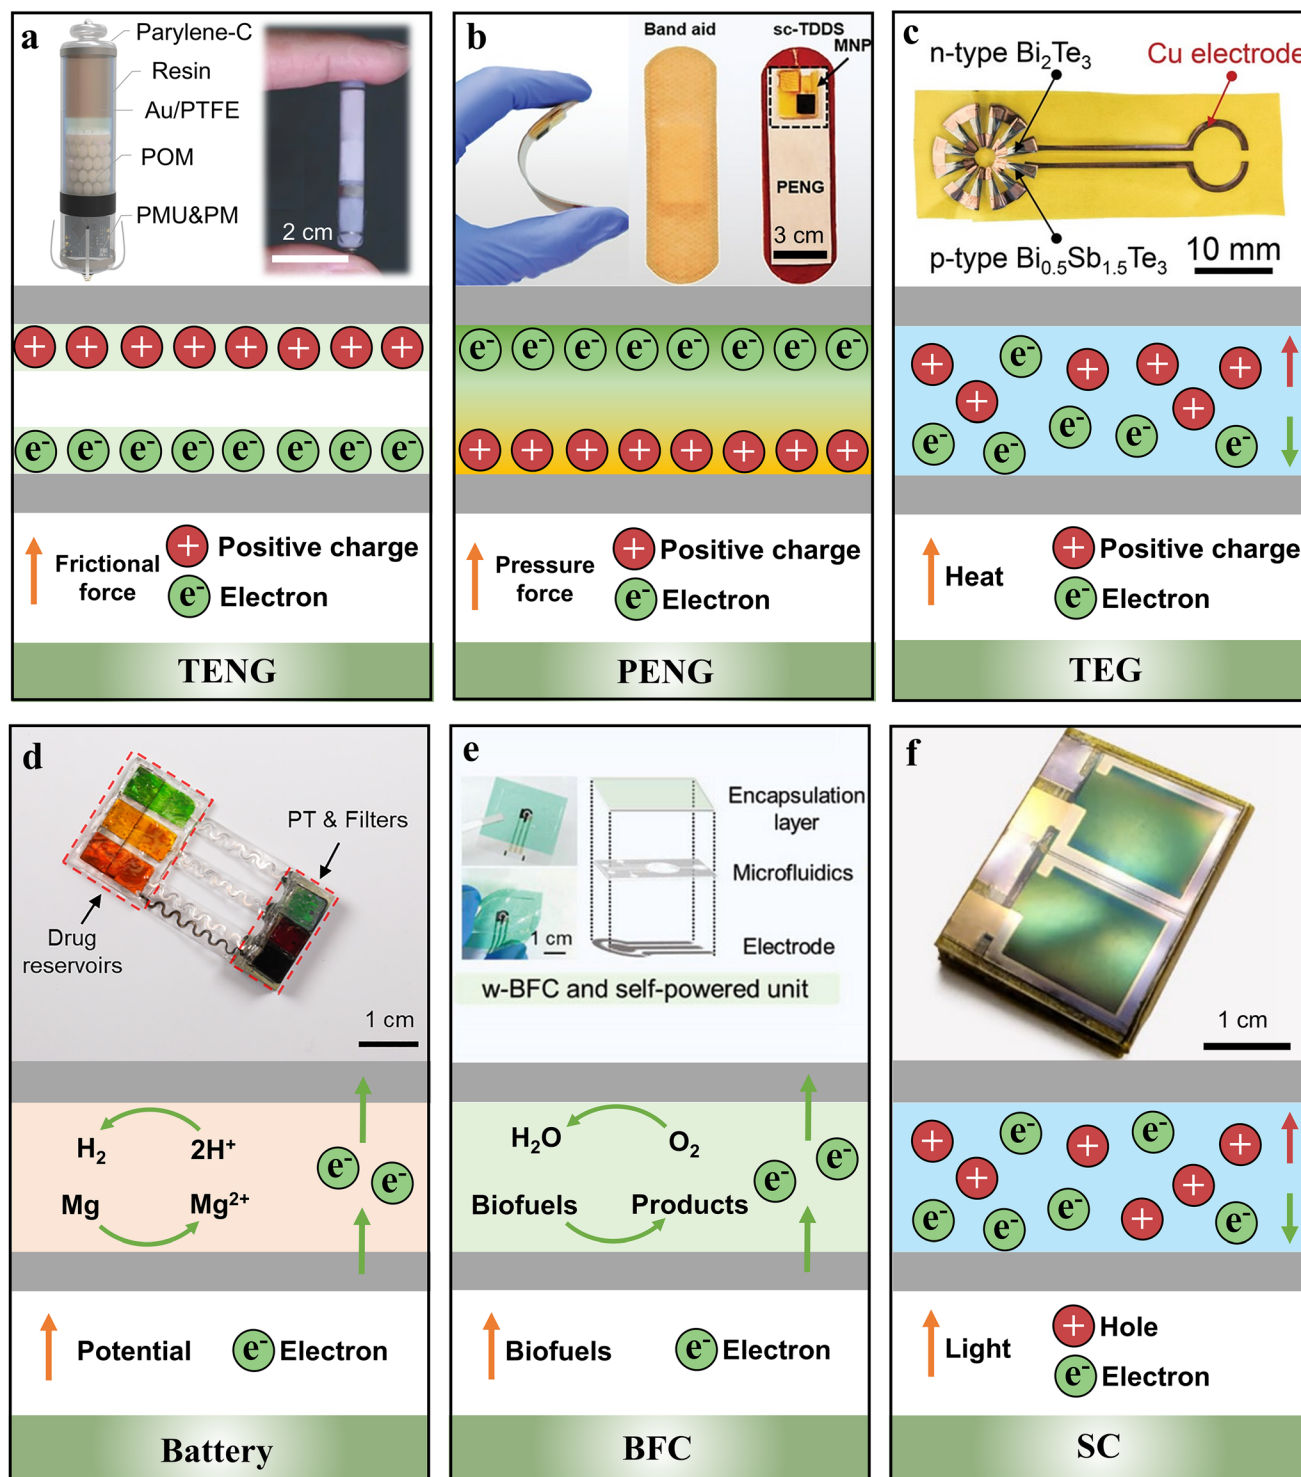 a
Parylene-C
Resin
Au/PTFE
POM
PMU&PM
2 cm
+ + + + + + + +
e- e- e- e- e- e- e- e-
Frictional
force
+ Positive charge
e- Electron
TENG
b
Band aid
sc-TDDS
MNP
PENG
3 cm
e- e- e- e- e- e- e- e-
+ + + + + + + +
Pressure
force
+ Positive charge
e- Electron
PENG
c
n-type Bi2Te3
Cu electrode
p-type Bi0.5Sb1.5Te3
10 mm
+ e- + + +
+ +
e- e- e- e- e-
Heat
+ Positive charge
e- Electron
TEG
d
PT & Filters
Drug
reservoirs
1 cm
H2 2H+
e- e-
Mg Mg2+
Potential
e- Electron
Battery
e
Encapsulation
layer
Microfluidics
Electrode
1 cm
w-BFC and self-powered unit
H2O O2
e- e-
Biofuels Products
Biofuels
e- Electron
BFC
f
1 cm
+ e- + e- +
+ +
e- e- e- + e-
Light
+ Hole
e- Electron
SC